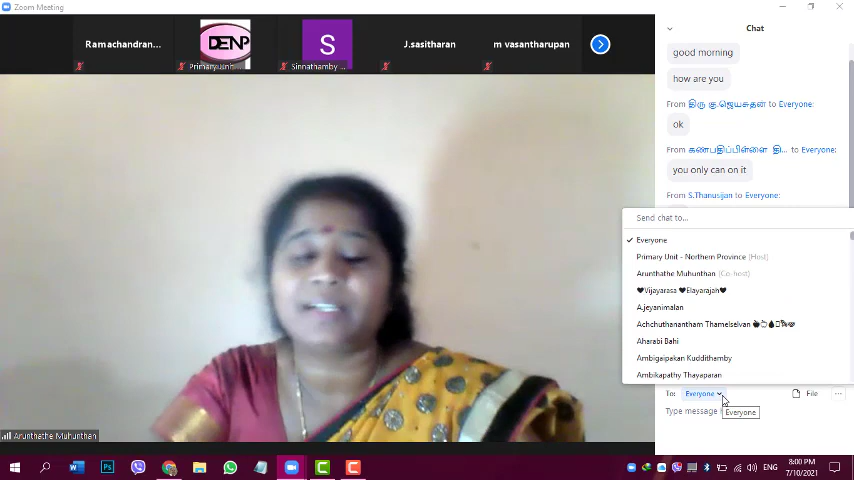 Zoom Meeting
Ramachandran...
DENP
S
J.sasitharan
m vasantharupan
Sinnathamby ...
Chat
good morning
how are you
From திரு கு.ஜெயசுதன் to Everyone:
ok
From கணபதிப்பிள்ளை தி... to Everyone:
you only can on it
From S.Thanusijan to Everyone:
Send chat to...
Everyone
Primary Unit - Northern Province (Host)
Arunthathe Muhunthan (Co-host)
❤Vijayarasa ❤Elayarajah❤
A.jeyanimalan
Achchuthanantham Thamelselvan
Aharabi Bahi
Ambigaipakan Kuddithamby
Ambikapathy Thayaparan
To: Everyone
File
Everyone
Type message
Arunthathe Muhunthan
ENG
8:00 PM
7/10/2021